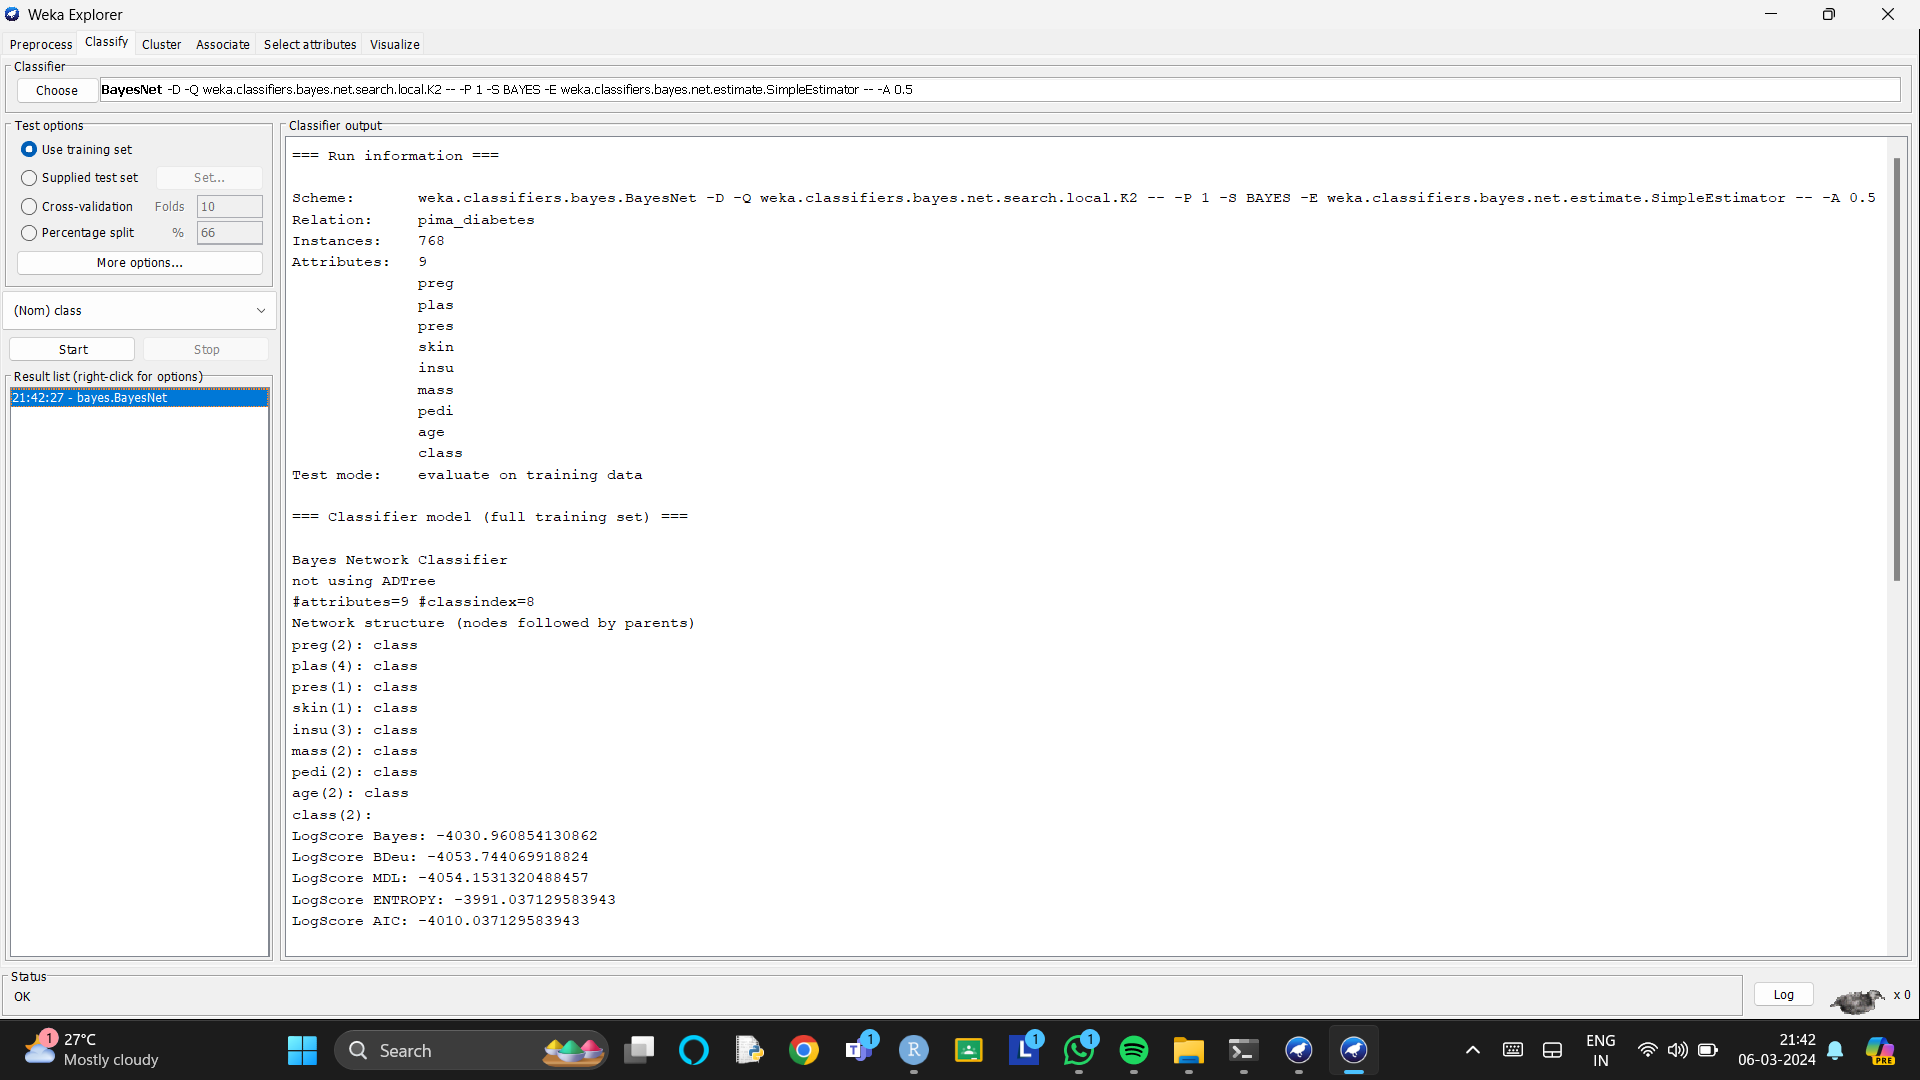 Weka Explorer
Preprocess Classify Cluster Associate Select attributes Visualize
Classifier
Choose BayesNet -D -Q weka.classifiers.bayes.net.search.local.K2 -- -P 1 -S BAYES -E weka.classifiers.bayes.net.estimate.SimpleEstimator -- -A 0.5
Test options
Use training set
Supplied test set Set...
Cross-validation Folds 10
Percentage split % 66
More options...
(Nom) class
Start Stop
Result list (right-click for options)
21:42:27 - bayes.BayesNet
Classifier output
=== Run information ===
Scheme: weka.classifiers.bayes.BayesNet -D -Q weka.classifiers.bayes.net.search.local.K2 -- -P 1 -S BAYES -E weka.classifiers.bayes.net.estimate.SimpleEstimator -- -A 0.5
Relation: pima_diabetes
Instances: 768
Attributes: 9
preg
plas
pres
skin
insu
mass
pedi
age
class
Test mode: evaluate on training data
=== Classifier model (full training set) ===
Bayes Network Classifier
not using ADTree
#attributes=9 #classindex=8
Network structure (nodes followed by parents)
preg(2): class
plas(4): class
pres(1): class
skin(1): class
insu(3): class
mass(2): class
pedi(2): class
age(2): class
class(2):
LogScore Bayes: -4030.960854130862
LogScore BDeu: -4053.744069918824
LogScore MDL: -4054.1531320488457
LogScore ENTROPY: -3991.037129583943
LogScore AIC: -4010.037129583943
Status
OK
Log x 0
1 27°C
Mostly cloudy
Search
T 1
R
L 1
1
ENG
IN
21:42
06-03-2024
PRE